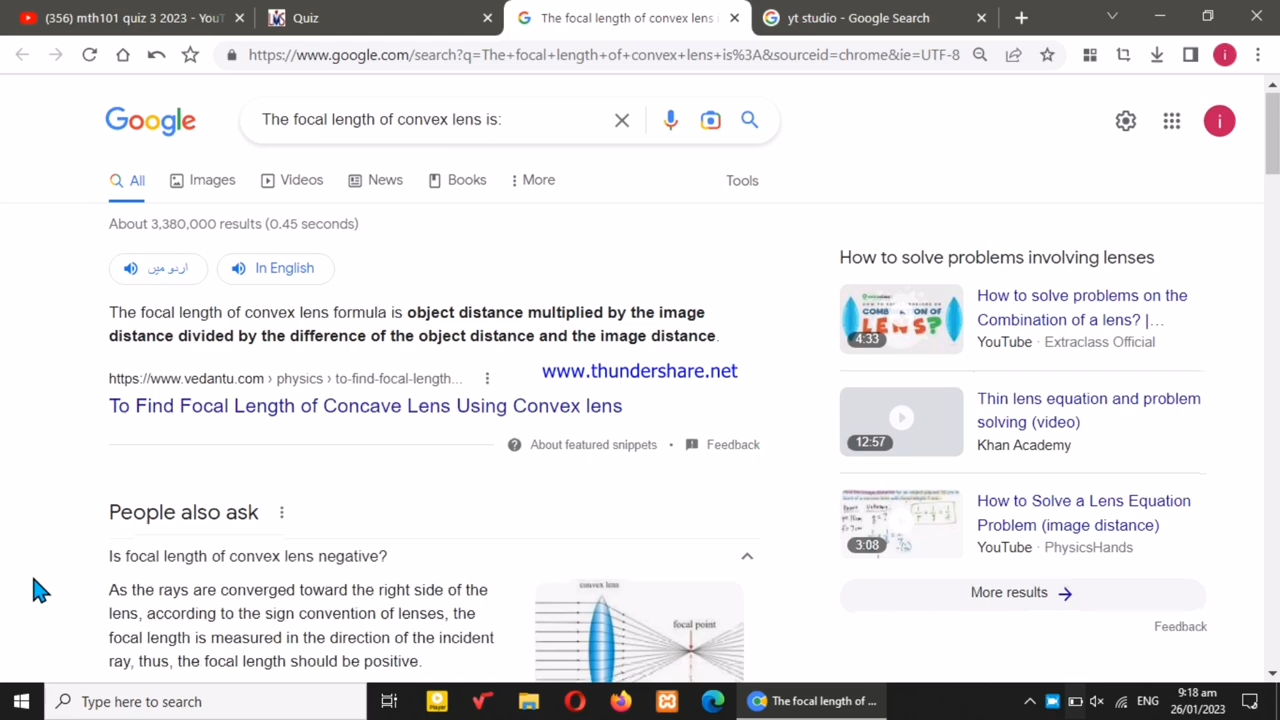 (356) mth101 quiz 3 2023 - YouT
Quiz
The focal length of convex lens i
yt studio - Google Search
https://www.google.com/search?q=The+focal+length+of+convex+lens+is%3A&sourceid=chrome&ie=UTF-8
i
Google
The focal length of convex lens is:
i
All
Images
Videos
News
Books
More
Tools
About 3,380,000 results (0.45 seconds)
اردو میں
In English
The focal length of convex lens formula is object distance multiplied by the image
distance divided by the difference of the object distance and the image distance.
www.thundershare.net
https://www.vedantu.com › physics › to-find-focal-length...
To Find Focal Length of Concave Lens Using Convex lens
About featured snippets • Feedback
People also ask
Is focal length of convex lens negative?
As the rays are converged toward the right side of the
lens, according to the sign convention of lenses, the
focal length is measured in the direction of the incident
ray, thus, the focal length should be positive.
convex lens
focal point
How to solve problems involving lenses
COMBINATION OF A
LENS?
4:33
How to solve problems on the
Combination of a lens? |...
YouTube · Extraclass Official
12:57
Thin lens equation and problem
solving (video)
Khan Academy
3:08
How to Solve a Lens Equation
Problem (image distance)
YouTube · PhysicsHands
More results
Feedback
Type here to search
Player
The focal length of ...
ENG
9:18 am
26/01/2023